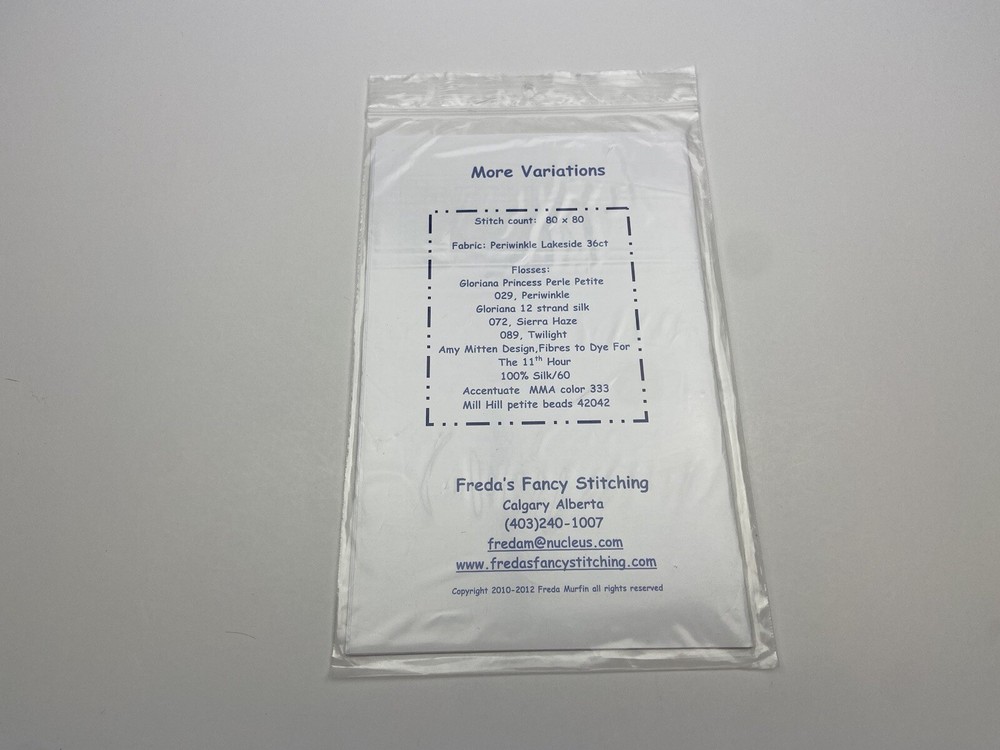 More Variations
Stitch count: 80 x 80
Fabric: Periwinkle Lakeside 36ct
Flosses:
Gloriana Princess Perle Petite
029, Periwinkle
Gloriana 12 strand silk
072, Sierra Haze
089, Twilight
Amy Mitten Design,Fibres to Dye For
The 11th Hour
100% Silk/60
Accentuate MMA color 333
Mill Hill petite beads 42042
Freda's Fancy Stitching
Calgary Alberta
(403)240-1007
fredam@nucleus.com
www.fredasfancystitching.com
Copyright 2010-2012 Freda Murfin all rights reserved